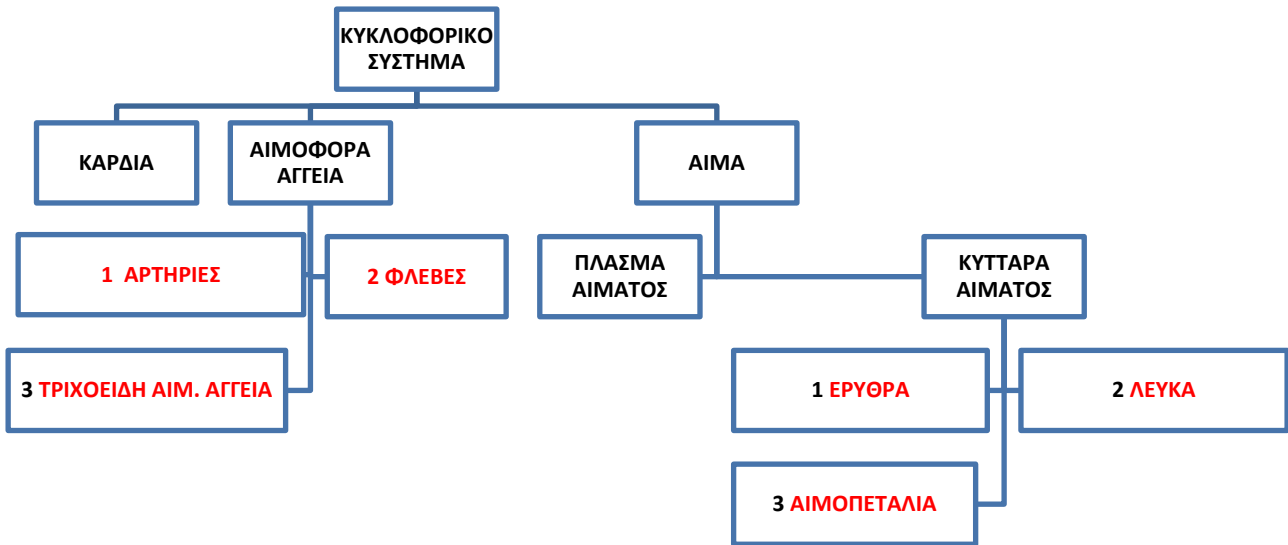 ΚΥΚΛΟΦΟΡΙΚΟ
ΣΥΣΤΗΜΑ
ΚΑΡΔΙΑ
ΑΙΜΟΦΟΡΑ
ΑΓΓΕΙΑ
ΑΙΜΑ
1 ΑΡΤΗΡΙΕΣ
2 ΦΛΕΒΕΣ
ΠΛΑΣΜΑ
ΑΙΜΑΤΟΣ
ΚΥΤΤΑΡΑ
ΑΙΜΑΤΟΣ
3 ΤΡΙΧΟΕΙΔΗ ΑΙΜ. ΑΓΓΕΙΑ
1 ΕΡΥΘΡΑ
2 ΛΕΥΚΑ
3 ΑΙΜΟΠΕΤΑΛΙΑ